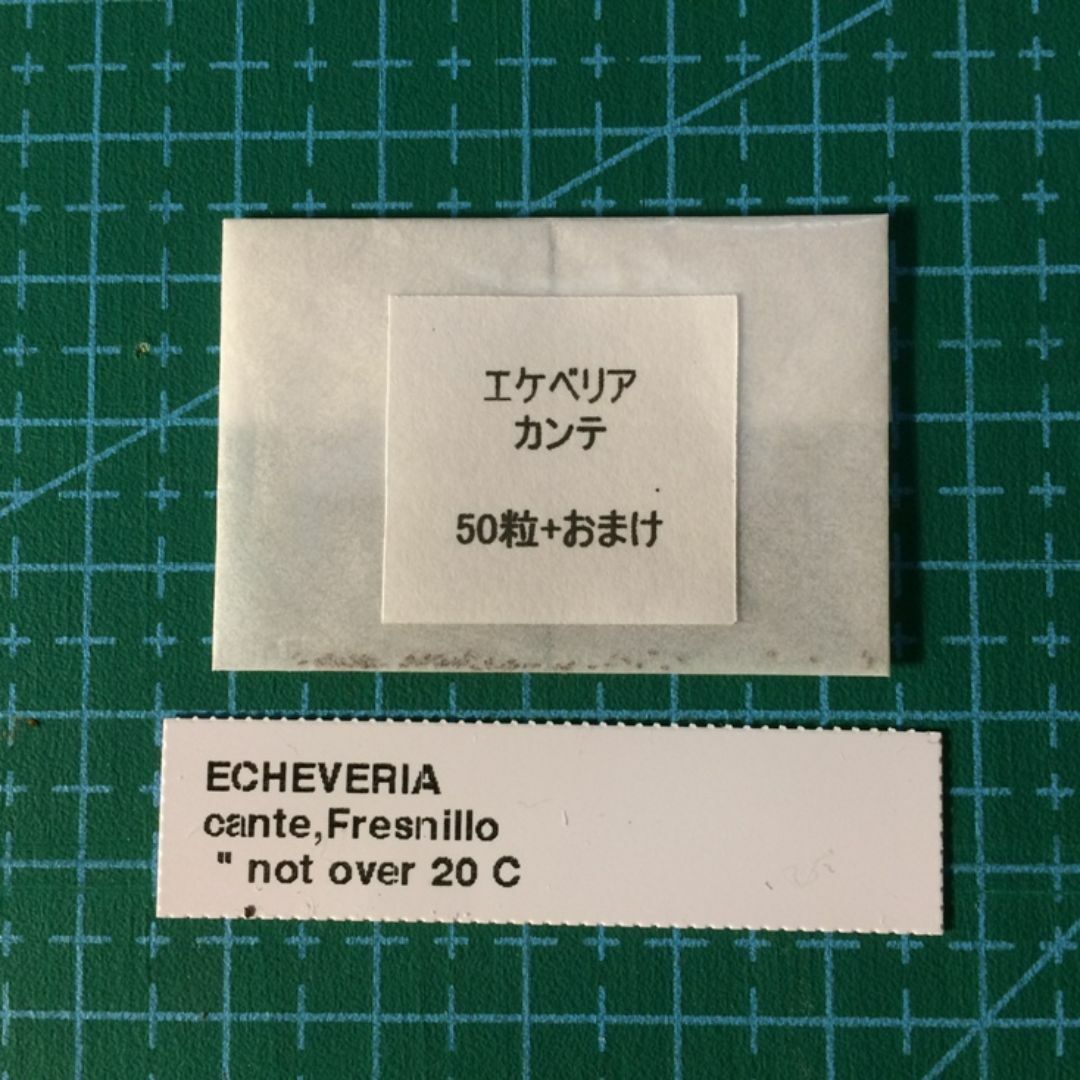 エケベリア
カンテ
50粒+おまけ
ECHEVERIA
cante,Fresnillo
" not over 20 C